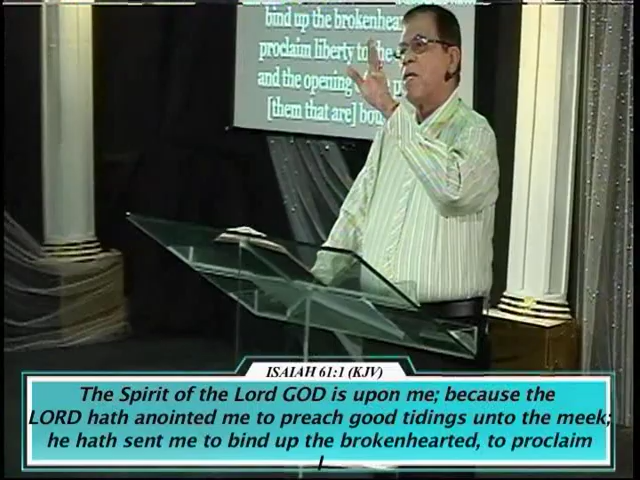 bind up the
proclaim liberty to the
and the opening
[them that are]
ISAIAH 61:1 (KJV)
The Spirit of the Lord GOD is upon me; because the
LORD hath anointed me to preach good tidings unto the meek;
he hath sent me to bind up the brokenhearted, to proclaim